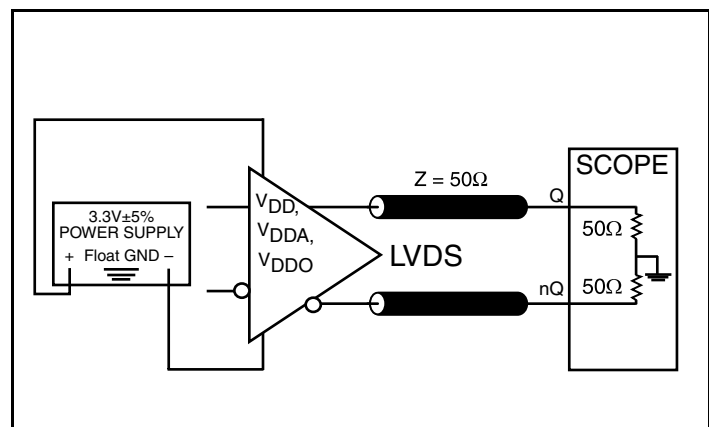 3.3V±5%
POWER SUPPLY
+ Float GND –
VDD,
VDDA,
VDDO
LVDS
Z = 50Ω
Q
nQ
SCOPE
50Ω
50Ω